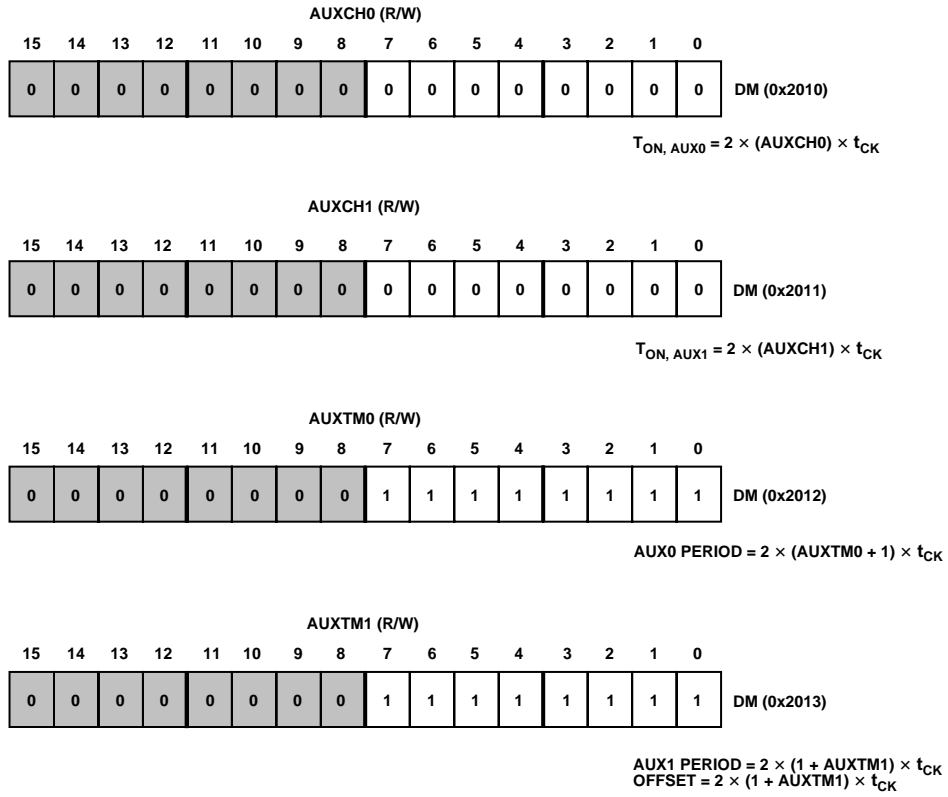 AUXCH0 (R/W)
15 14 13 12 11 10 9 8 7 6 5 4 3 2 1 0
0 0 0 0 0 0 0 0 0 0 0 0 0 0 0 0 DM (0x2010)
T_ON, AUX0 = 2 × (AUXCH0) × t_CK
AUXCH1 (R/W)
15 14 13 12 11 10 9 8 7 6 5 4 3 2 1 0
0 0 0 0 0 0 0 0 0 0 0 0 0 0 0 0 DM (0x2011)
T_ON, AUX1 = 2 × (AUXCH1) × t_CK
AUXTM0 (R/W)
15 14 13 12 11 10 9 8 7 6 5 4 3 2 1 0
0 0 0 0 0 0 0 0 1 1 1 1 1 1 1 1 DM (0x2012)
AUX0 PERIOD = 2 × (AUXTM0 + 1) × t_CK
AUXTM1 (R/W)
15 14 13 12 11 10 9 8 7 6 5 4 3 2 1 0
0 0 0 0 0 0 0 0 1 1 1 1 1 1 1 1 DM (0x2013)
AUX1 PERIOD = 2 × (1 + AUXTM1) × t_CK
OFFSET = 2 × (1 + AUXTM1) × t_CK